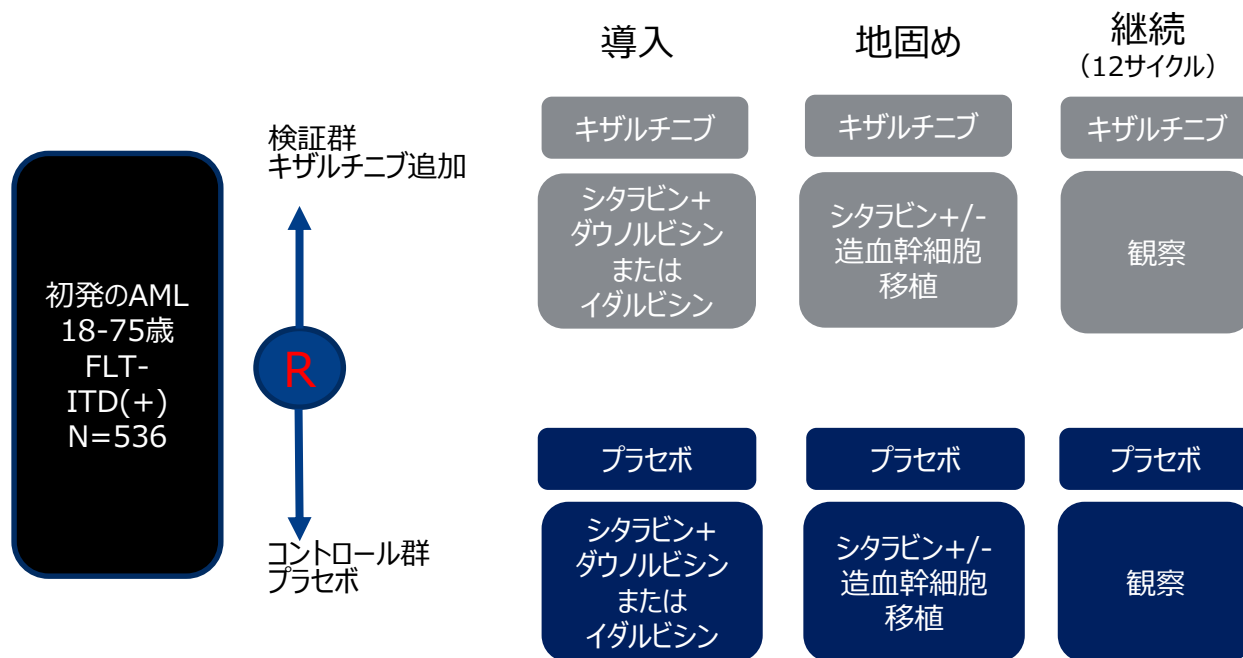 導入
地固め
継続
（12サイクル）
初発のAML
18-75歳
FLT-
ITD(+)
N=536
検証群
キザルチニブ追加
R
コントロール群
プラセボ
キザルチニブ
キザルチニブ
キザルチニブ
シタラビン+
ダウノルビシン
または
イダルビシン
シタラビン+/-
造血幹細胞
移植
観察
プラセボ
プラセボ
プラセボ
シタラビン+
ダウノルビシン
または
イダルビシン
シタラビン+/-
造血幹細胞
移植
観察